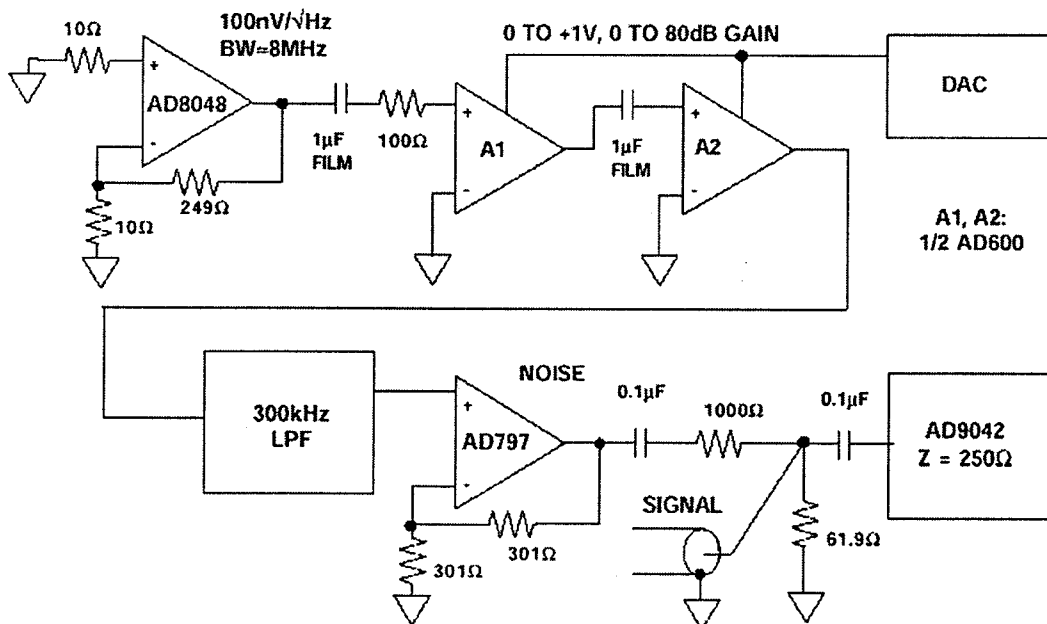 10Ω
100nV/√Hz
BW=8MHz
0 TO +1V, 0 TO 80dB GAIN
DAC
+
AD8048
-
1µF
FILM
100Ω
+
A1
-
1µF
FILM
+
A2
-
249Ω
10Ω
A1, A2:
1/2 AD600
300kHz
LPF
NOISE
+
AD797
-
0.1µF
1000Ω
0.1µF
AD9042
Z = 250Ω
SIGNAL
301Ω
301Ω
61.9Ω